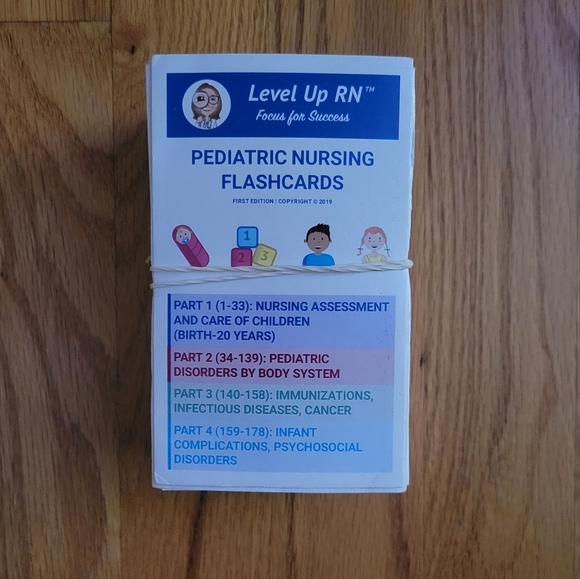 Level Up RN™
Focus for Success
PEDIATRIC NURSING
FLASHCARDS
FIRST EDITION | COPYRIGHT © 2019
1
2 3
PART 1 (1-33): NURSING ASSESSMENT
AND CARE OF CHILDREN
(BIRTH-20 YEARS)
PART 2 (34-139): PEDIATRIC
DISORDERS BY BODY SYSTEM
PART 3 (140-158): IMMUNIZATIONS,
INFECTIOUS DISEASES, CANCER
PART 4 (159-178): INFANT
COMPLICATIONS, PSYCHOSOCIAL
DISORDERS